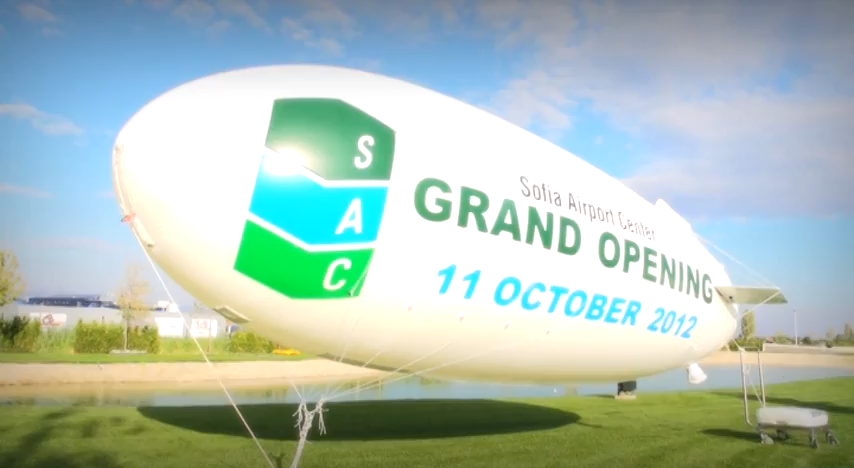 S
A
C
Sofia Airport Center
GRAND OPENING
11 OCTOBER 2012